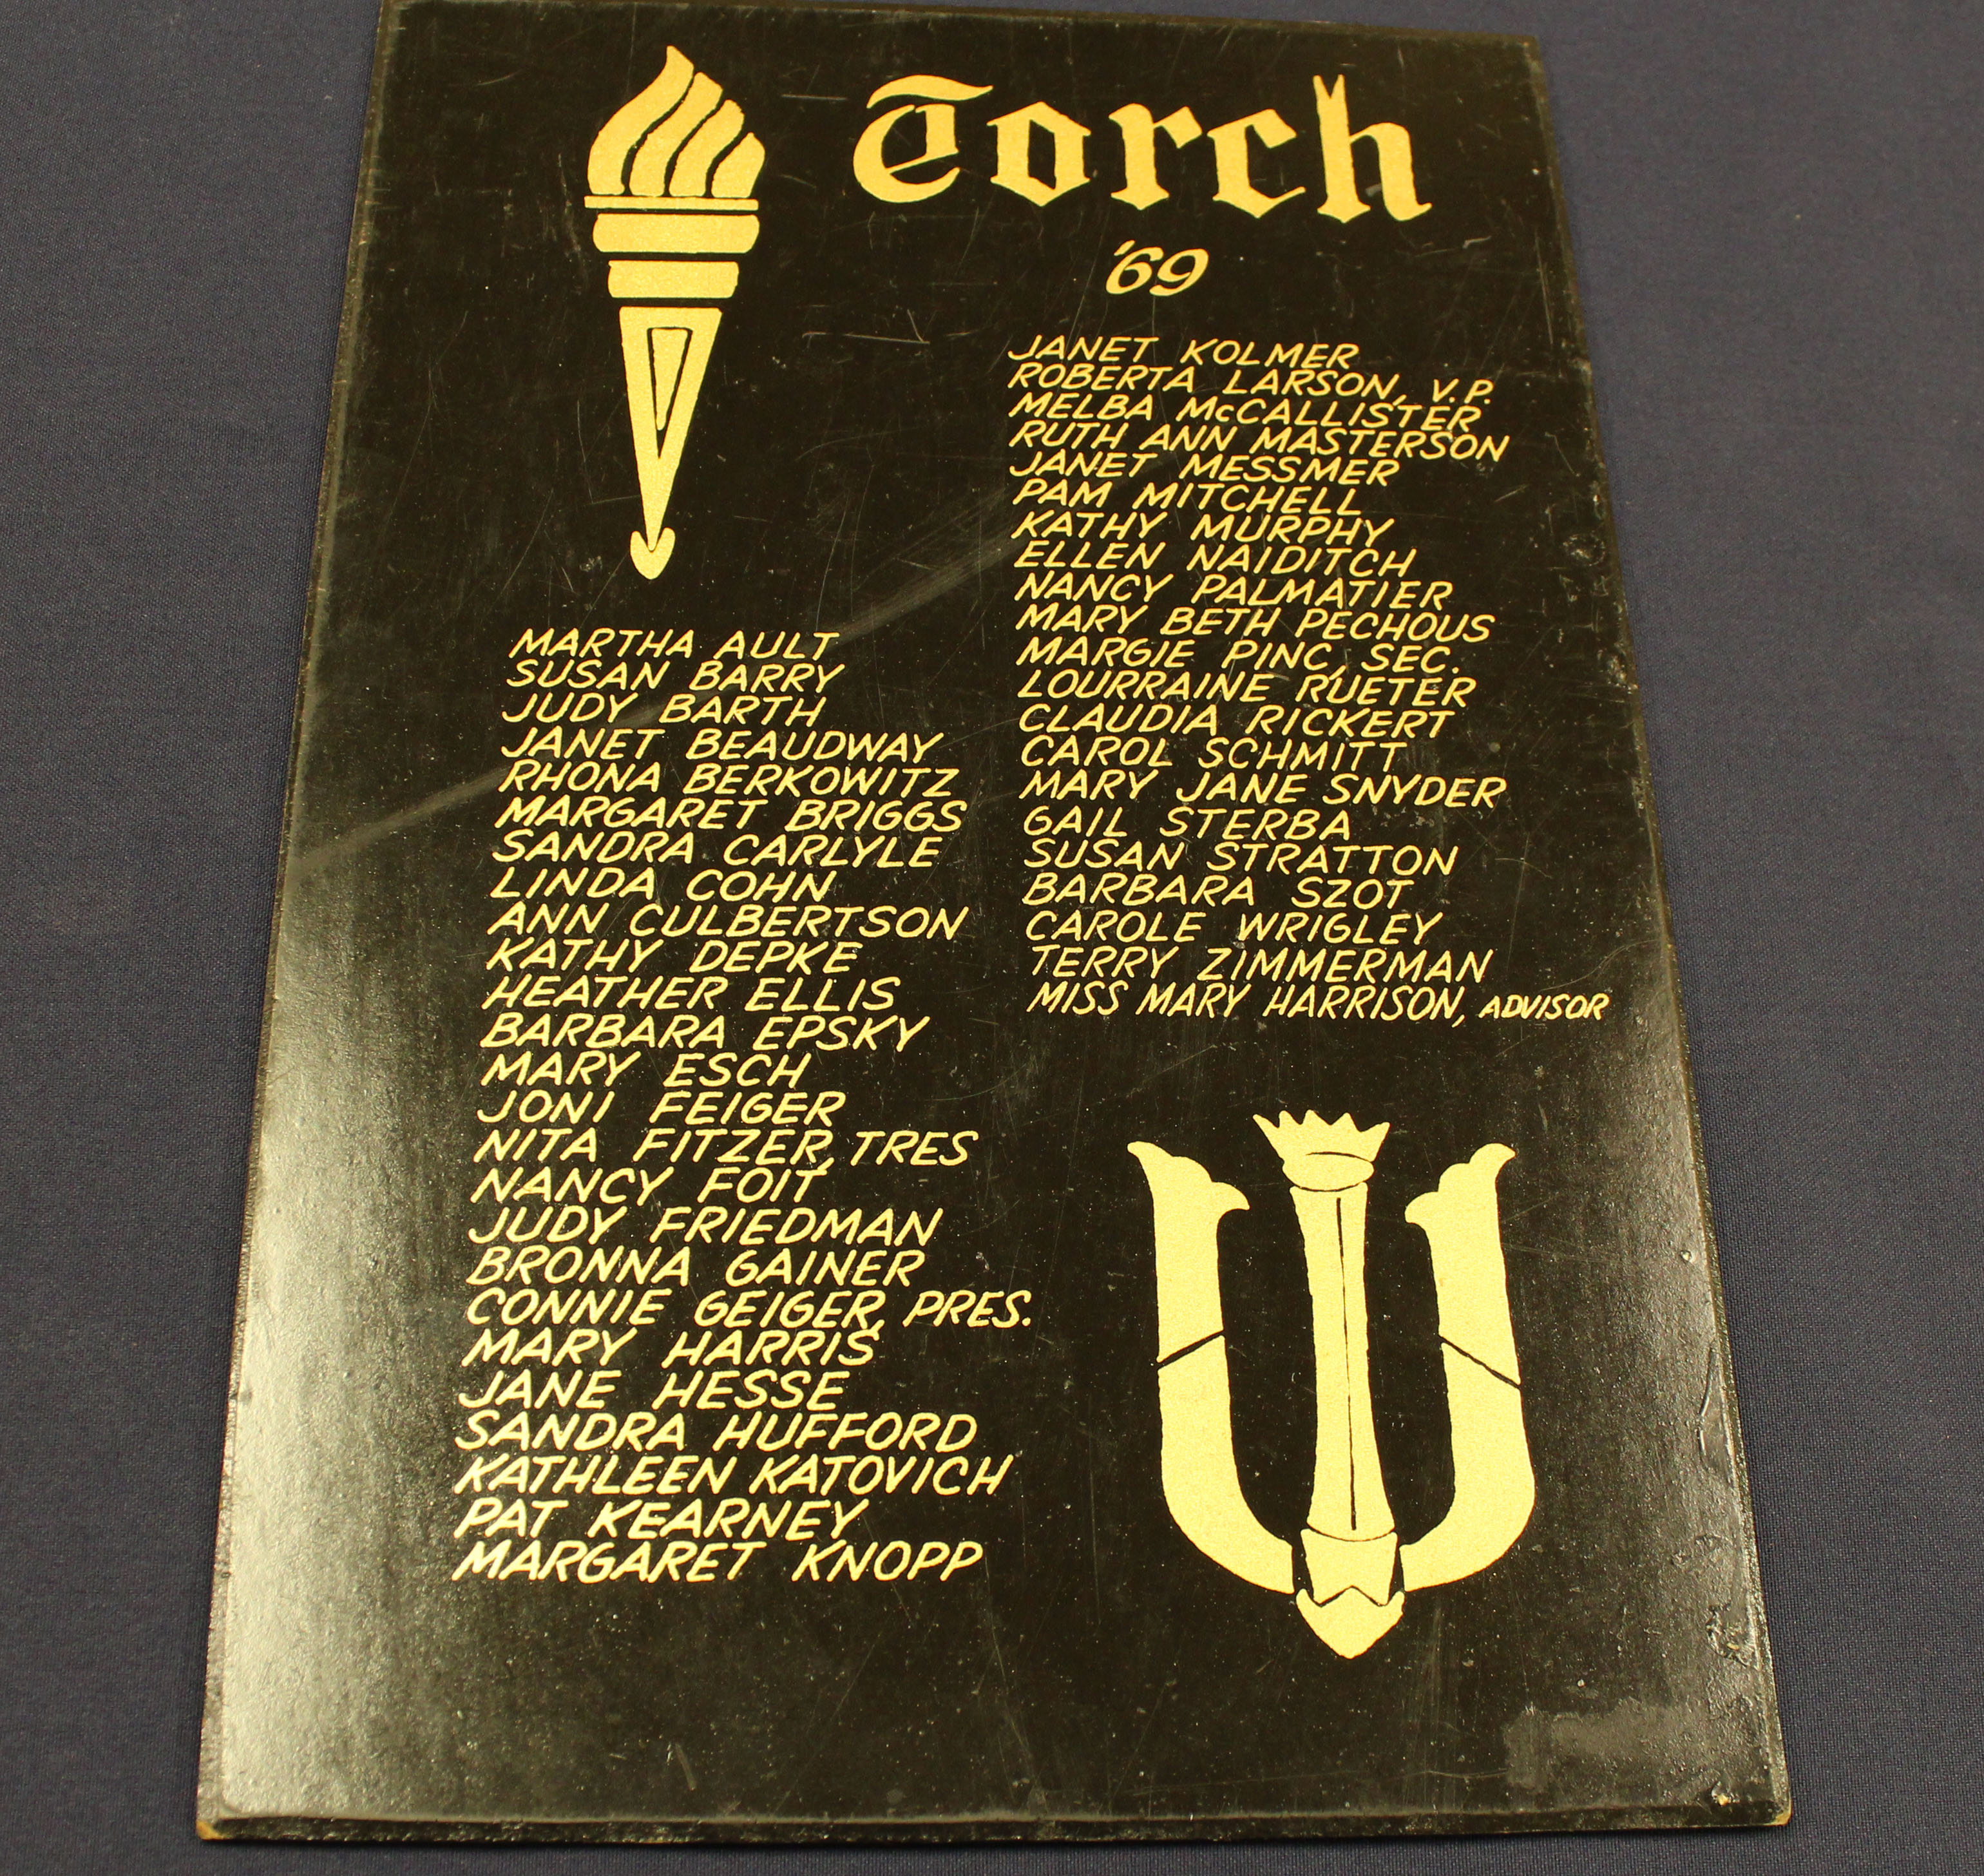 Torch
'69
MARTHA AULT
SUSAN BARRY
JUDY BARTH
JANET BEAUDWAY
RHONA BERKOWITZ
MARGARET BRIGGS
SANDRA CARLYLE
LINDA COHN
ANN CULBERTSON
KATHY DEPKE
HEATHER ELLIS
BARBARA EPSKY
MARY ESCH
JONI FEIGER
NITA FITZER, TRES
NANCY FOIT
JUDY FRIEDMAN
BRONNA GAINER
CONNIE GEIGER, PRES.
MARY HARRIS
JANE HESSE
SANDRA HUFFORD
KATHLEEN KATOVICH
PAT KEARNEY
MARGARET KNOPP
JANET KOLMER
ROBERTA LARSON, V.P.
MELBA McCALLISTER
RUTH ANN MASTERSON
JANET MESSMER
PAM MITCHELL
KATHY MURPHY
ELLEN NAIDITCH
NANCY PALMATIER
MARY BETH PECHOUS
MARGIE PINC, SEC.
LOURRAINE RUETER
CLAUDIA RICKERT
CAROL SCHMITT
MARY JANE SNYDER
GAIL STERBA
SUSAN STRATTON
BARBARA SZOT
CAROLE WRIGLEY
TERRY ZIMMERMAN
MISS MARY HARRISON, ADVISOR